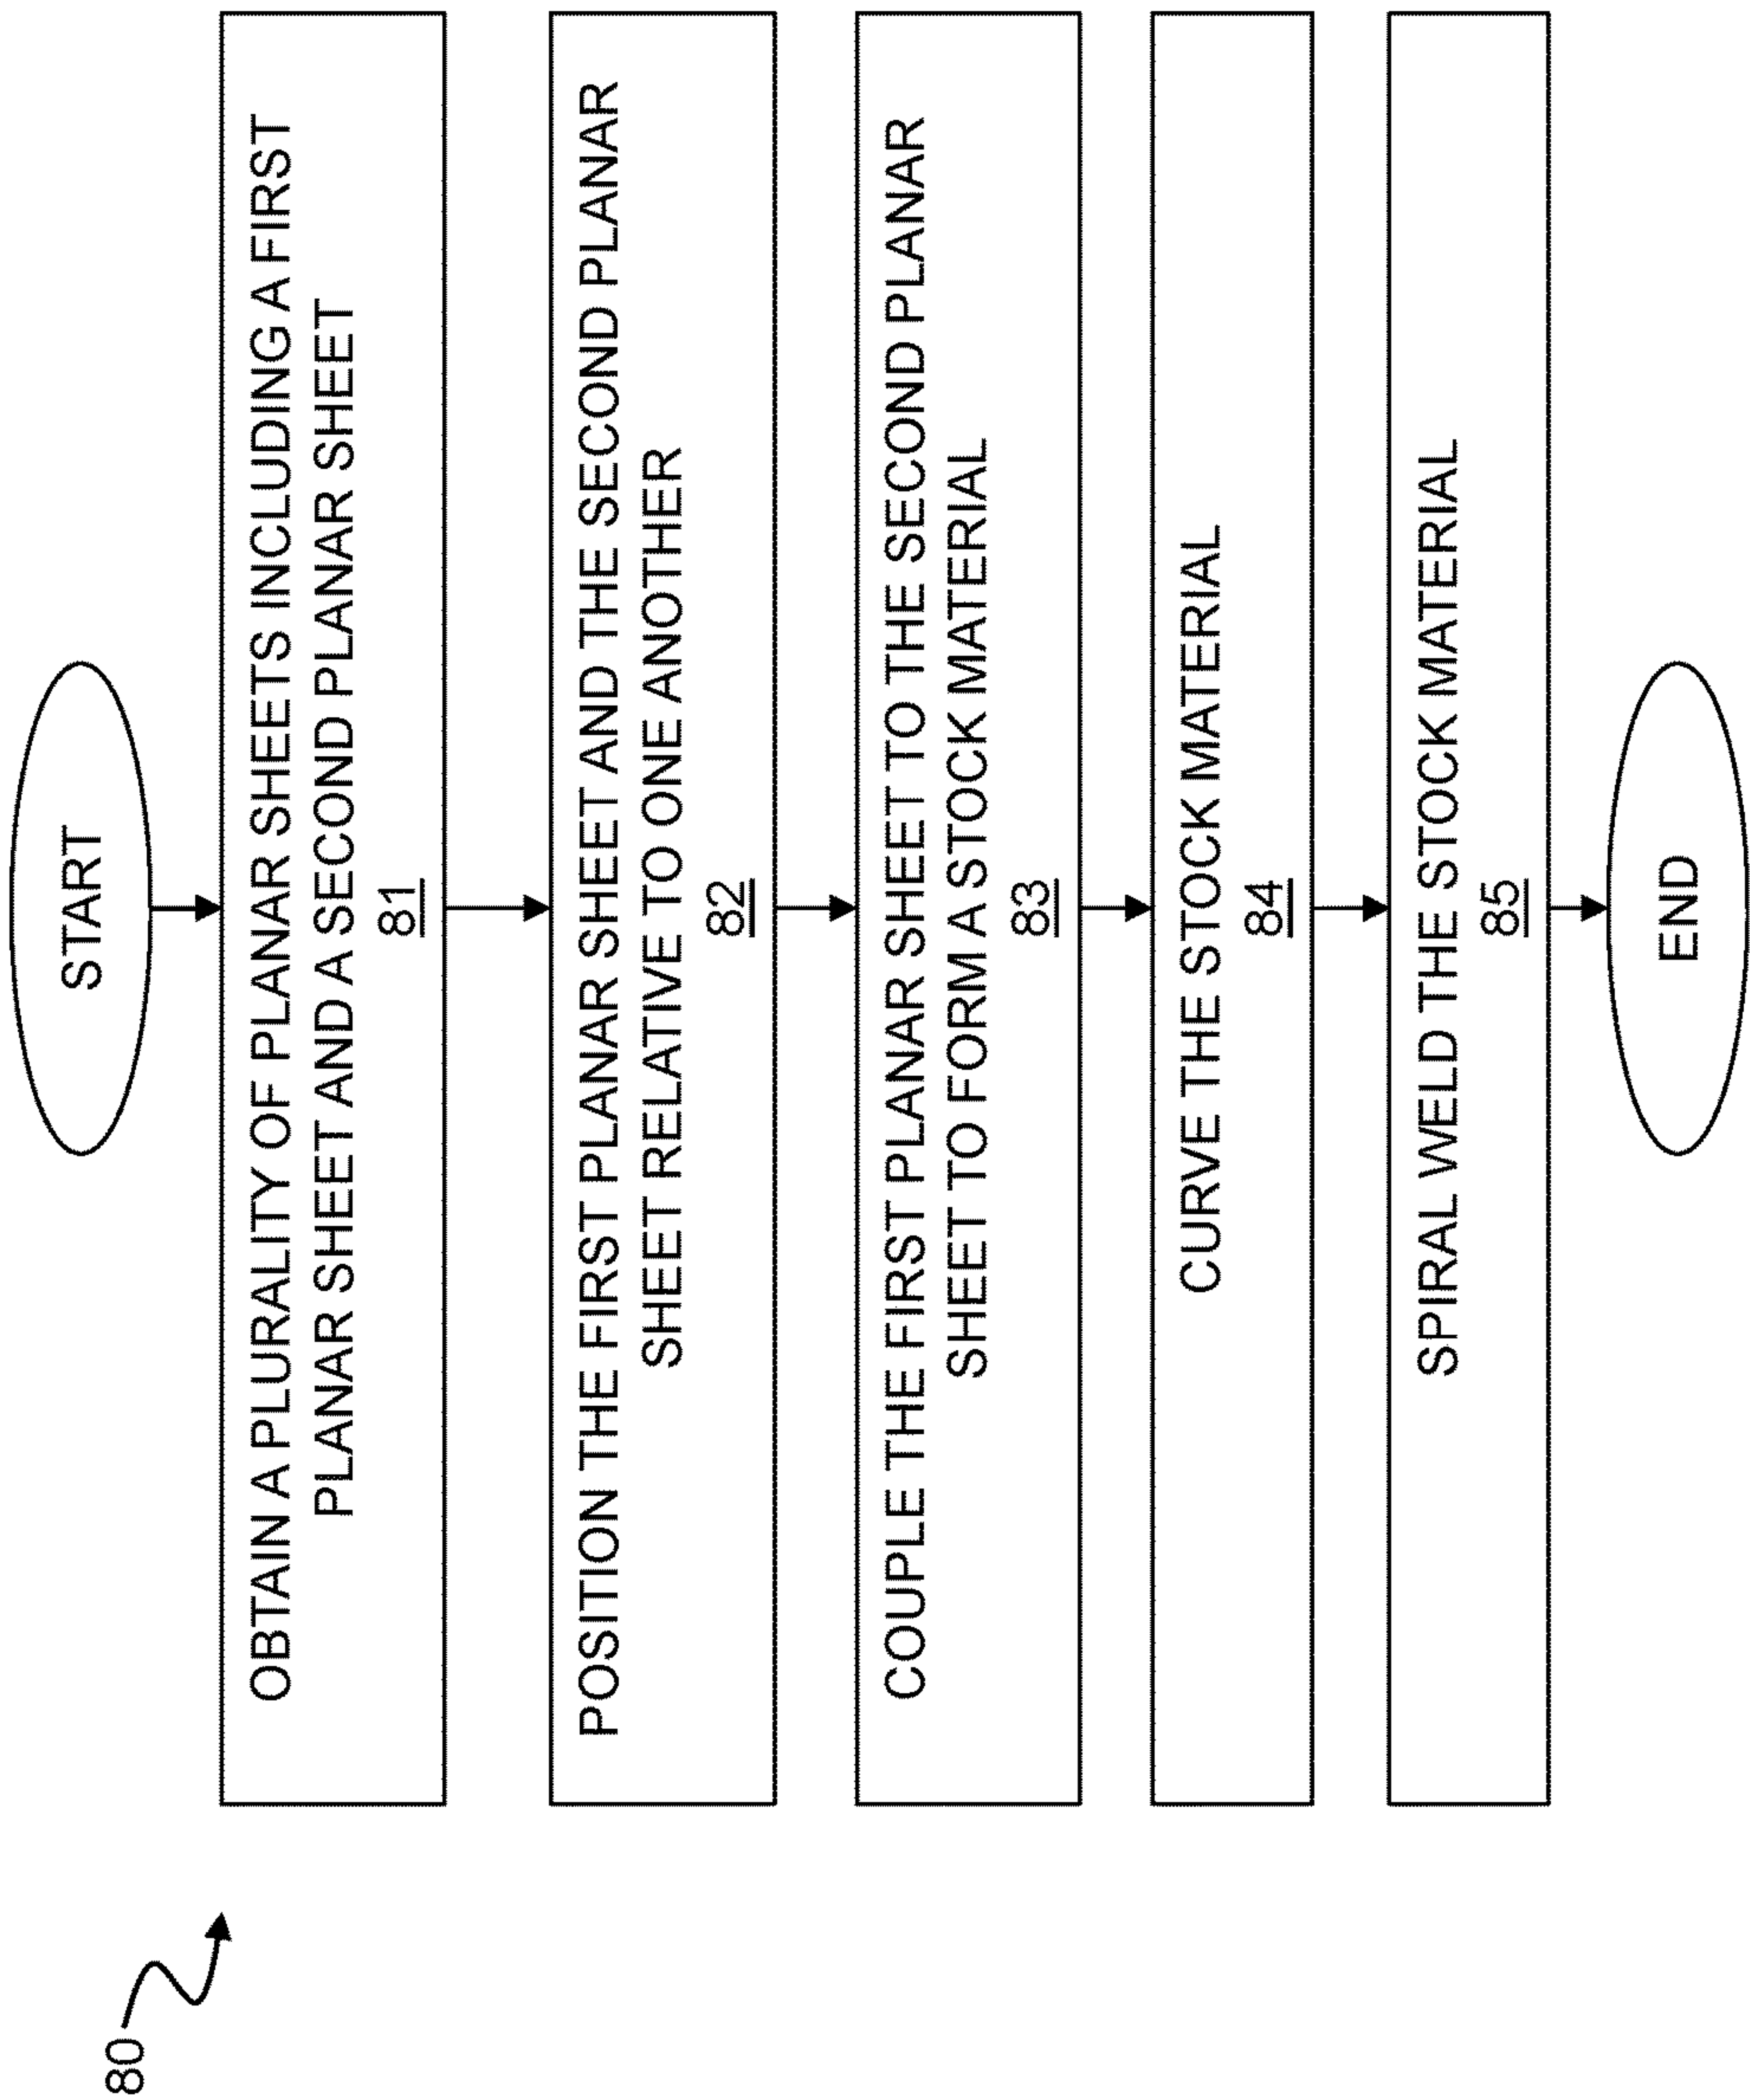 80
START
OBTAIN A PLURALITY OF PLANAR SHEETS INCLUDING A FIRST
PLANAR SHEET AND A SECOND PLANAR SHEET
81
POSITION THE FIRST PLANAR SHEET AND THE SECOND PLANAR
SHEET RELATIVE TO ONE ANOTHER
82
COUPLE THE FIRST PLANAR SHEET TO THE SECOND PLANAR
SHEET TO FORM A STOCK MATERIAL
83
CURVE THE STOCK MATERIAL
84
SPIRAL WELD THE STOCK MATERIAL
85
END